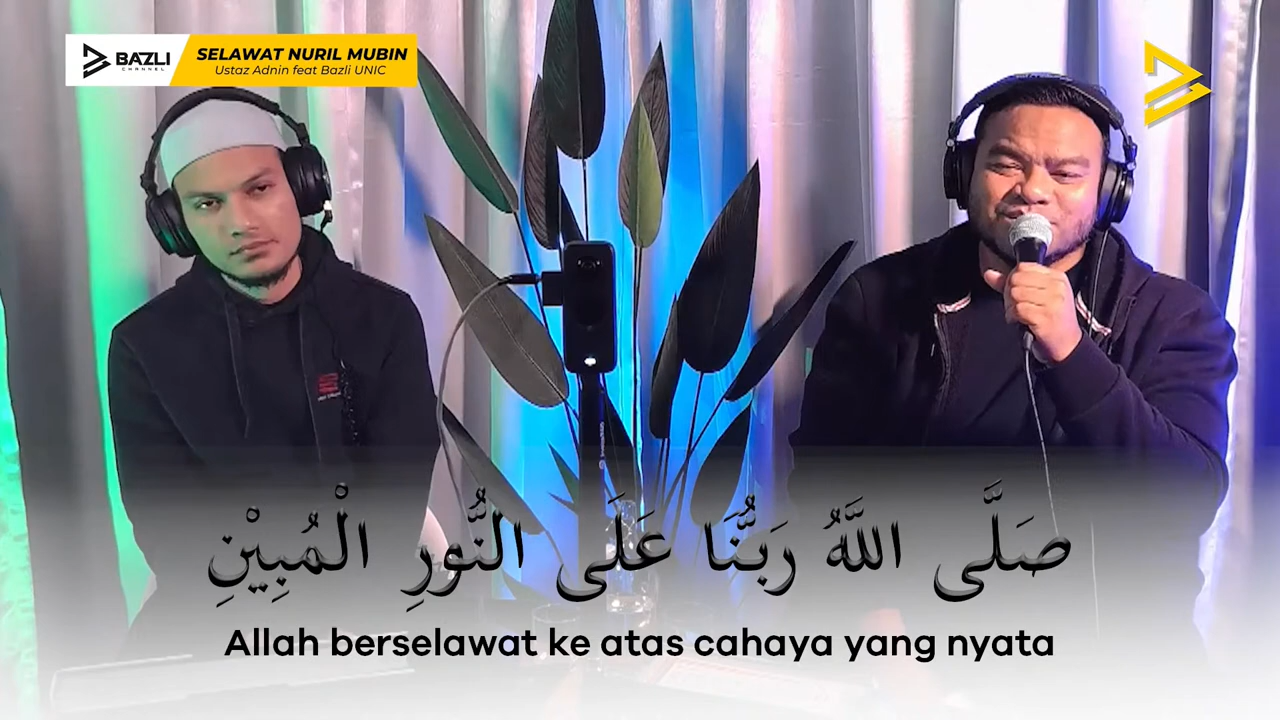 BAZLI
CHANNEL
SELAWAT NURIL MUBIN
Ustaz Adnin feat Bazli UNIC
صَلَّى اللَّهُ رَبُّنَا عَلَى النُّورِ الْمُبِيْنِ
Allah berselawat ke atas cahaya yang nyata